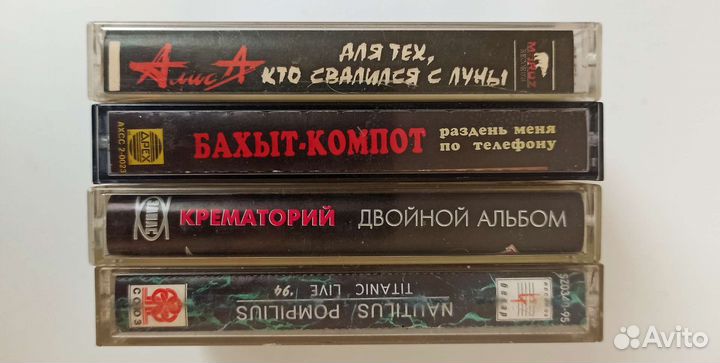 АлисА
ДЛЯ ТЕХ,
КТО СВАЛИЛСЯ С ЛУНЫ
АХСС 2-0023
APEX
БАХЫТ-КОМПОТ
раздень меня
по телефону
КРЕМАТОРИЙ ДВОЙНОЙ АЛЬБОМ
СОЮЗ
NAUTILUS POMPILIUS
TITANIC LIVE '94
Avito